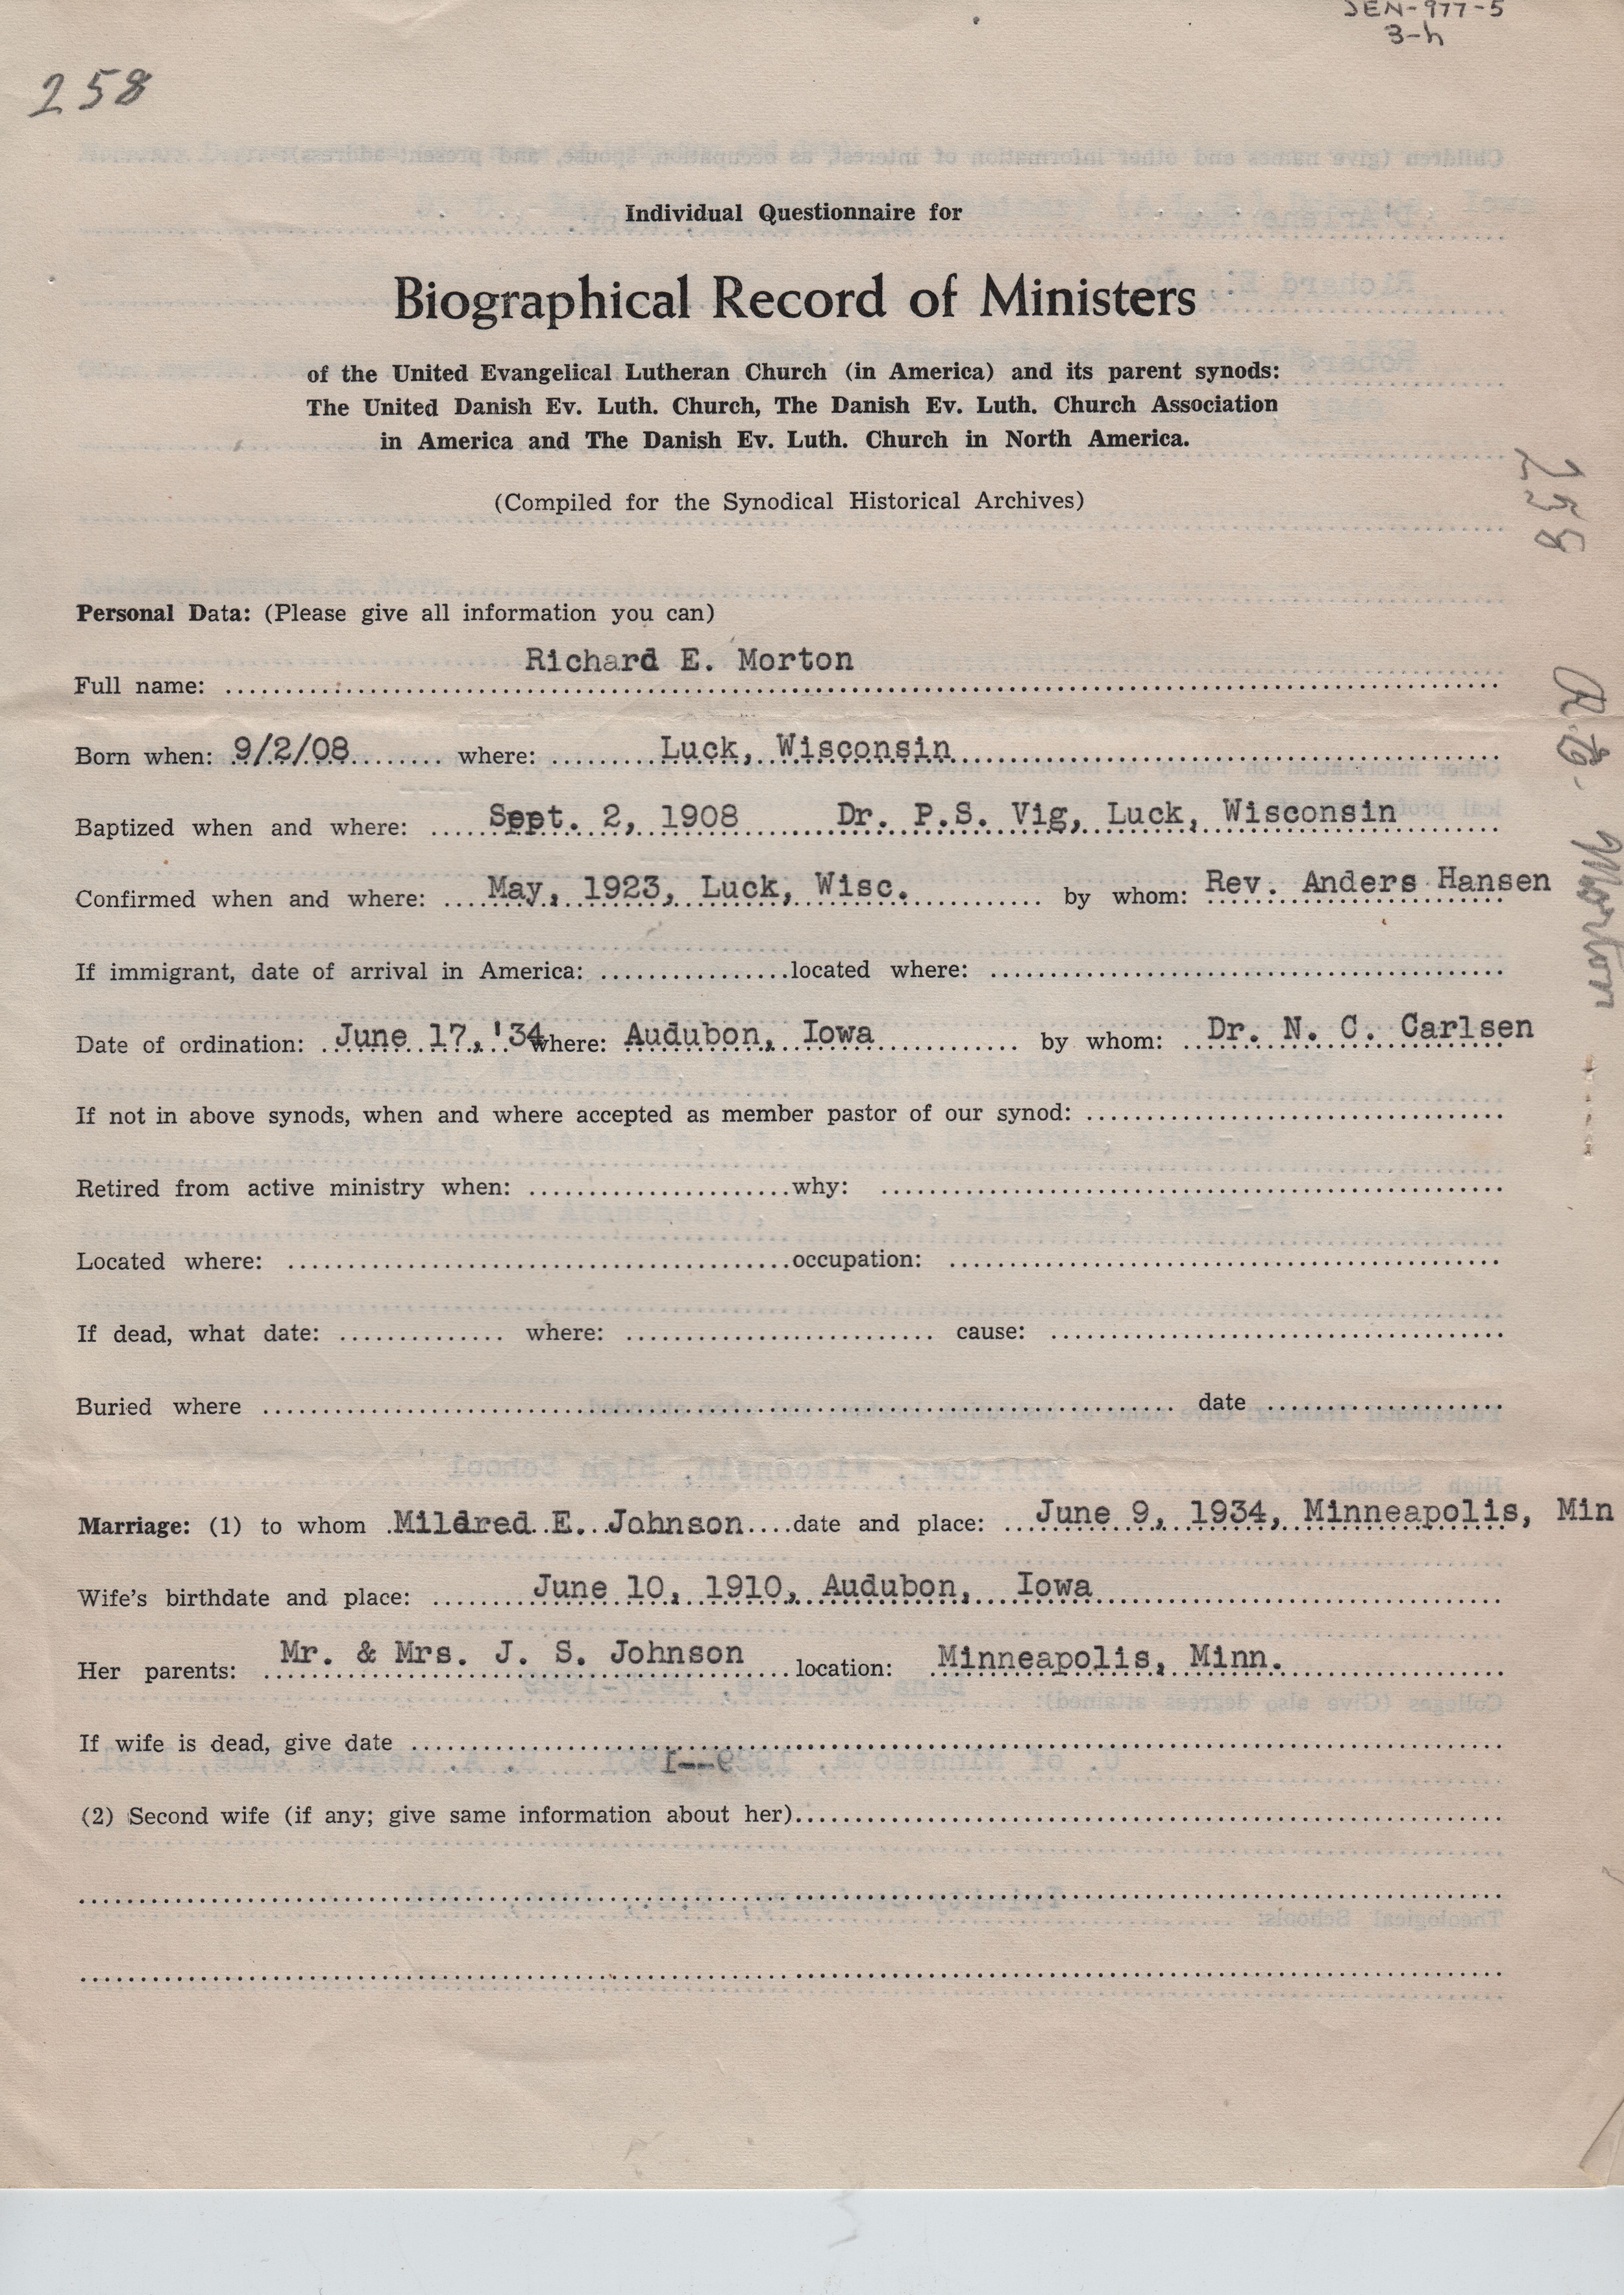 DEN-977-5
3-h
258
Individual Questionnaire for
Biographical Record of Ministers
of the United Evangelical Lutheran Church (in America) and its parent synods:
The United Danish Ev. Luth. Church, The Danish Ev. Luth. Church Association
in America and The Danish Ev. Luth. Church in North America.
(Compiled for the Synodical Historical Archives)
258 R.E. Morton
Personal Data: (Please give all information you can)
Full name: Richard E. Morton
Born when: 9/2/08 where: Luck, Wisconsin
Baptized when and where: Sept. 2, 1908 Dr. P.S. Vig, Luck, Wisconsin
Confirmed when and where: May, 1923, Luck, Wisc. by whom: Rev. Anders Hansen
If immigrant, date of arrival in America: located where:
Date of ordination: June 17, '34 where: Audubon, Iowa by whom: Dr. N. C. Carlsen
If not in above synods, when and where accepted as member pastor of our synod:
Retired from active ministry when: why:
Located where: occupation:
If dead, what date: where: cause:
Buried where date
Marriage: (1) to whom Mildred E. Johnson date and place: June 9, 1934, Minneapolis, Min
Wife's birthdate and place: June 10, 1910, Audubon, Iowa
Her parents: Mr. & Mrs. J. S. Johnson location: Minneapolis, Minn.
If wife is dead, give date
(2) Second wife (if any; give same information about her)